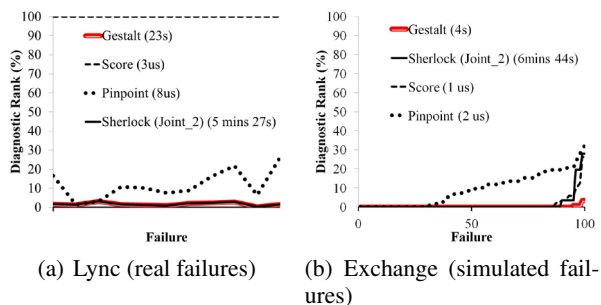 Diagnostic Rank (%)
100
90
80
70
60
50
40
30
20
10
0
Gestalt (23s)
Score (3us)
Pinpoint (8us)
Sherlock (Joint_2) (5 mins 27s)
Failure
(a) Lync (real failures)
Diagnostic Rank (%)
100
90
80
70
60
50
40
30
20
10
0
Gestalt (4s)
Sherlock (Joint_2) (6mins 44s)
Score (1 us)
Pinpoint (2 us)
0 50 100
Failure
(b) Exchange (simulated fail-
ures)